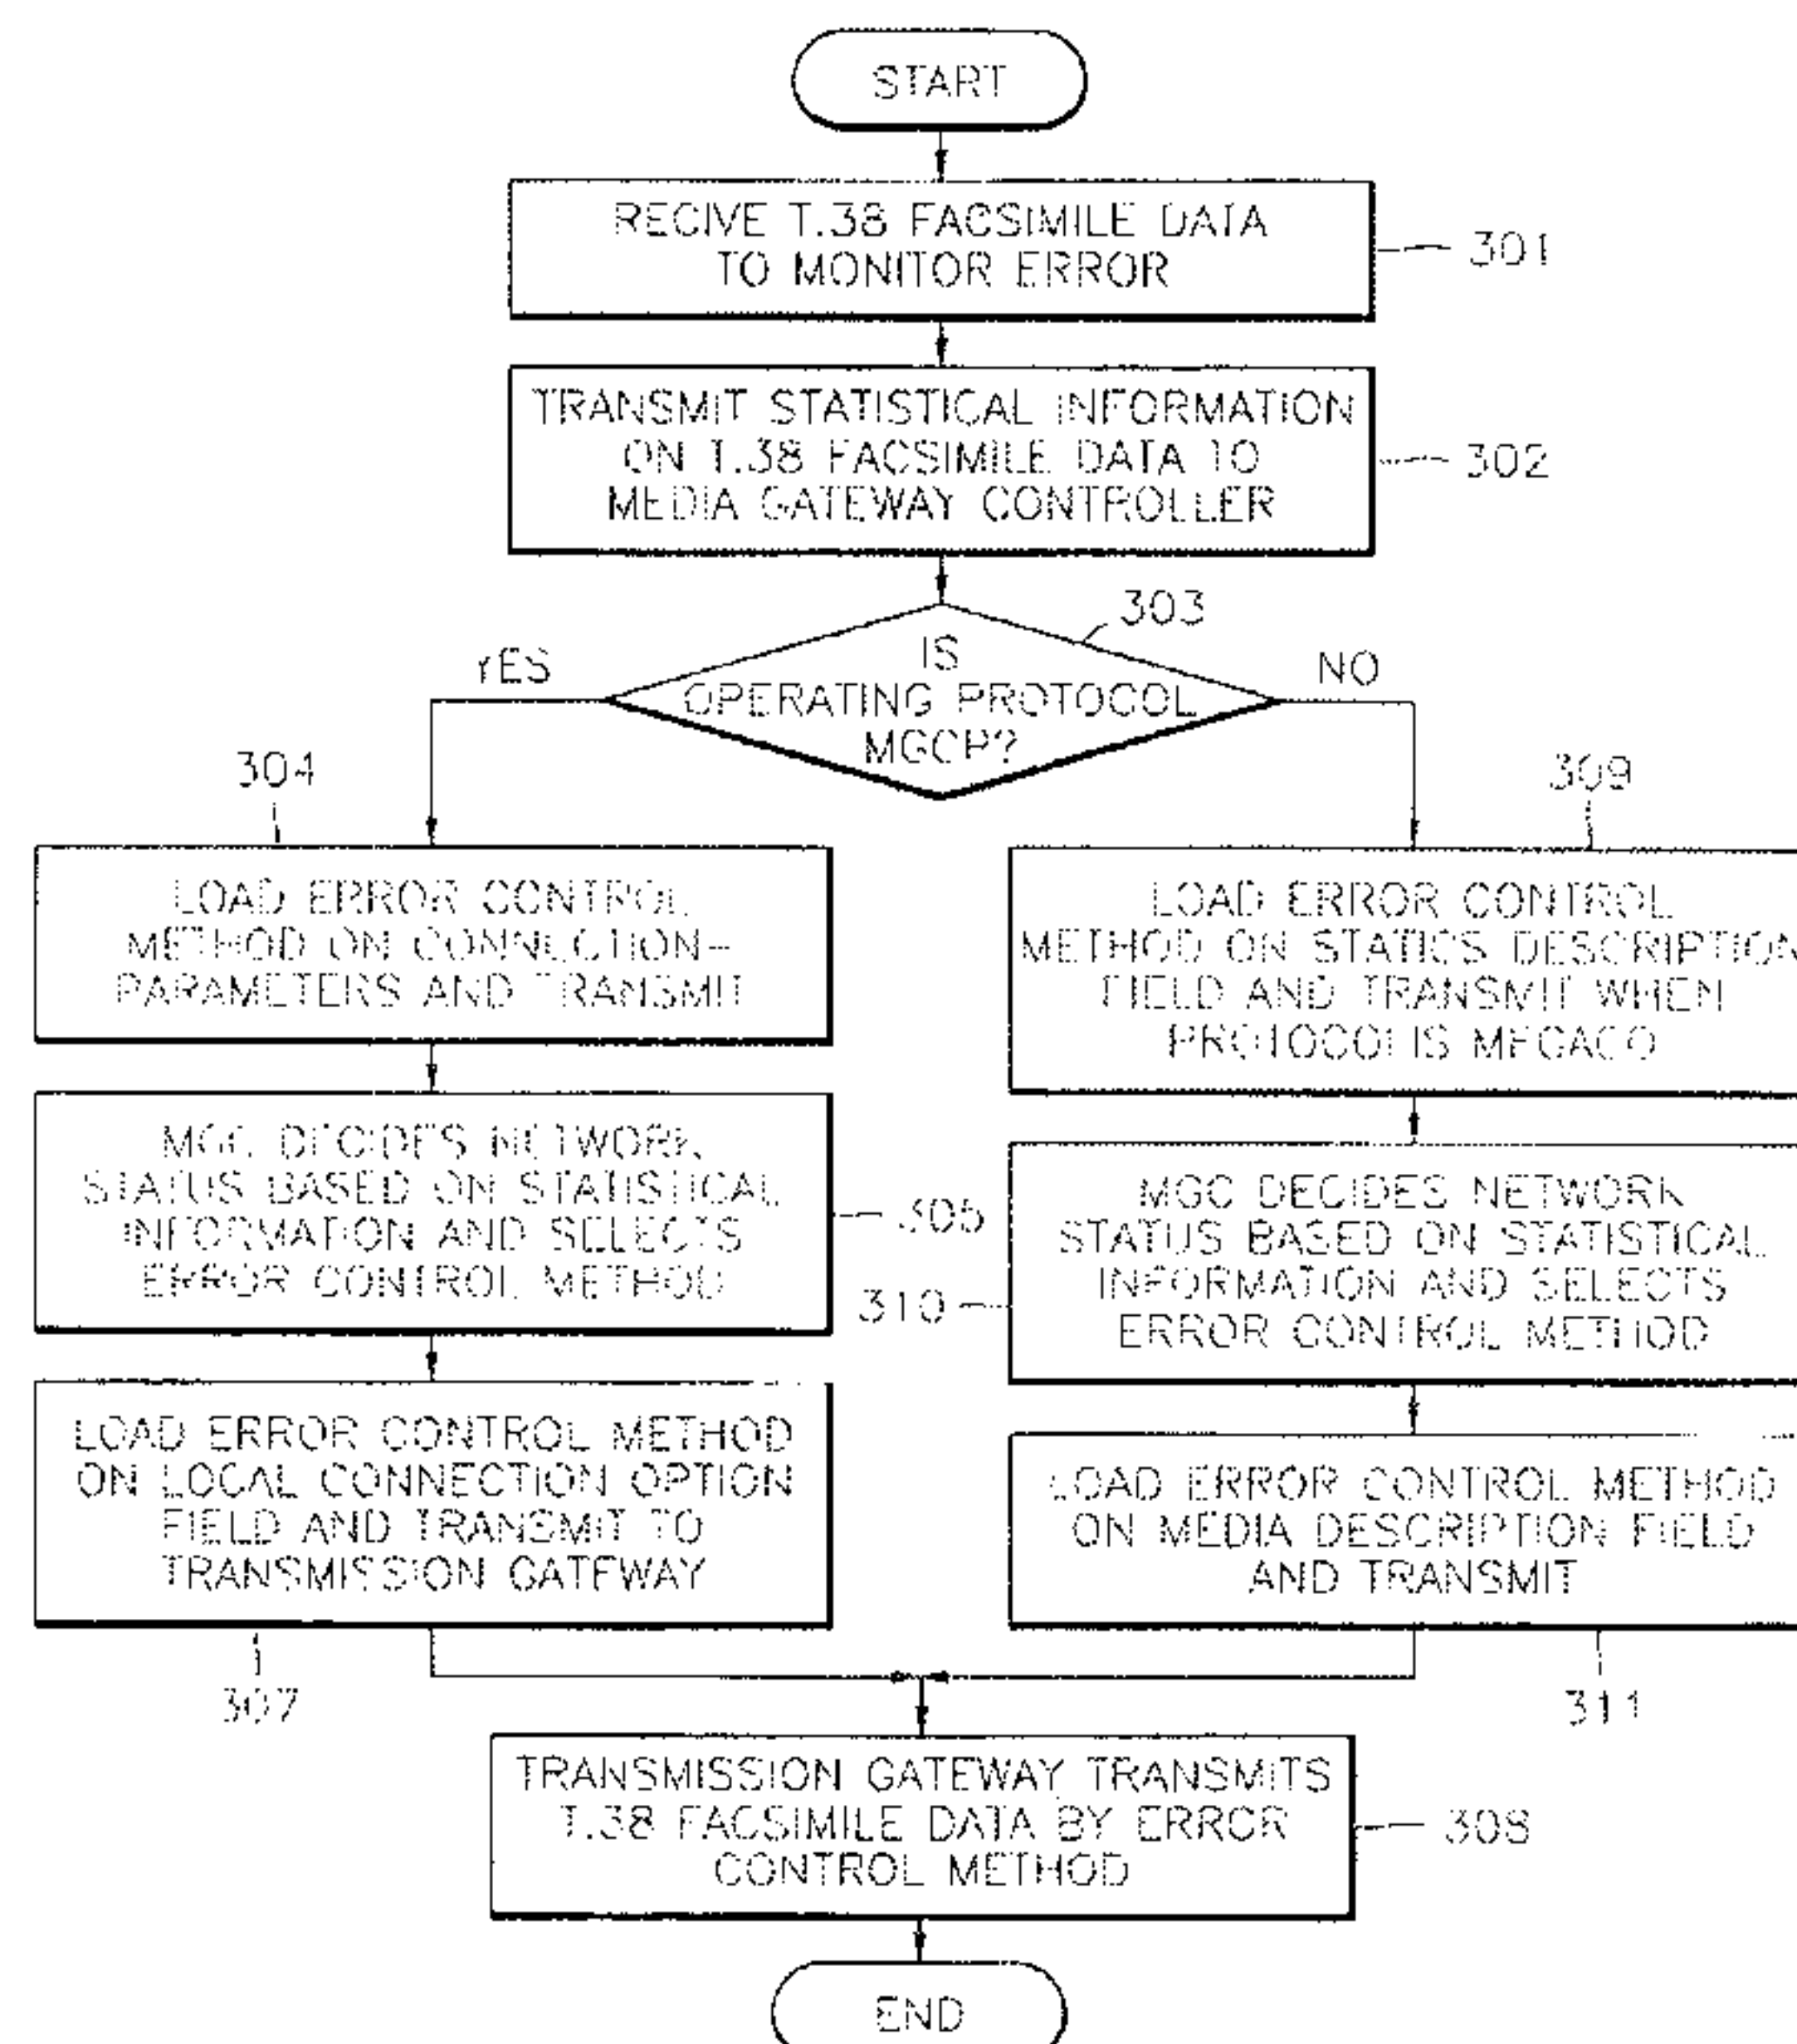 START
RECIVE T.38 FACSIMILE DATA
TO MONITOR ERROR
301
TRANSMIT STATISTICAL INFORMATION
ON T.38 FACSIMILE DATA TO
MEDIA GATEWAY CONTROLLER
302
303
IS
OPERATING PROTOCOL
MGCP?
YES
NO
304
LOAD ERROR CONTROL
METHOD ON CONNECTION-
PARAMETERS AND TRANSMIT
309
LOAD ERROR CONTROL
METHOD ON STATICS DESCRIPTION
FIELD AND TRANSMIT WHEN
PROTOCOL IS MEGACO
MGC DECIDES NETWORK
STATUS BASED ON STATISTICAL
INFORMATION AND SELECTS
ERROR CONTROL METHOD
305
MGC DECIDES NETWORK
STATUS BASED ON STATISTICAL
INFORMATION AND SELECTS
ERROR CONTROL METHOD
310
LOAD ERROR CONTROL METHOD
ON LOCAL CONNECTION OPTION
FIELD AND TRANSMIT TO
TRANSMISSION GATEWAY
307
LOAD ERROR CONTROL METHOD
ON MEDIA DESCRIPTION FIELD
AND TRANSMIT
311
TRANSMISSION GATEWAY TRANSMITS
T.38 FACSIMILE DATA BY ERROR
CONTROL METHOD
308
END